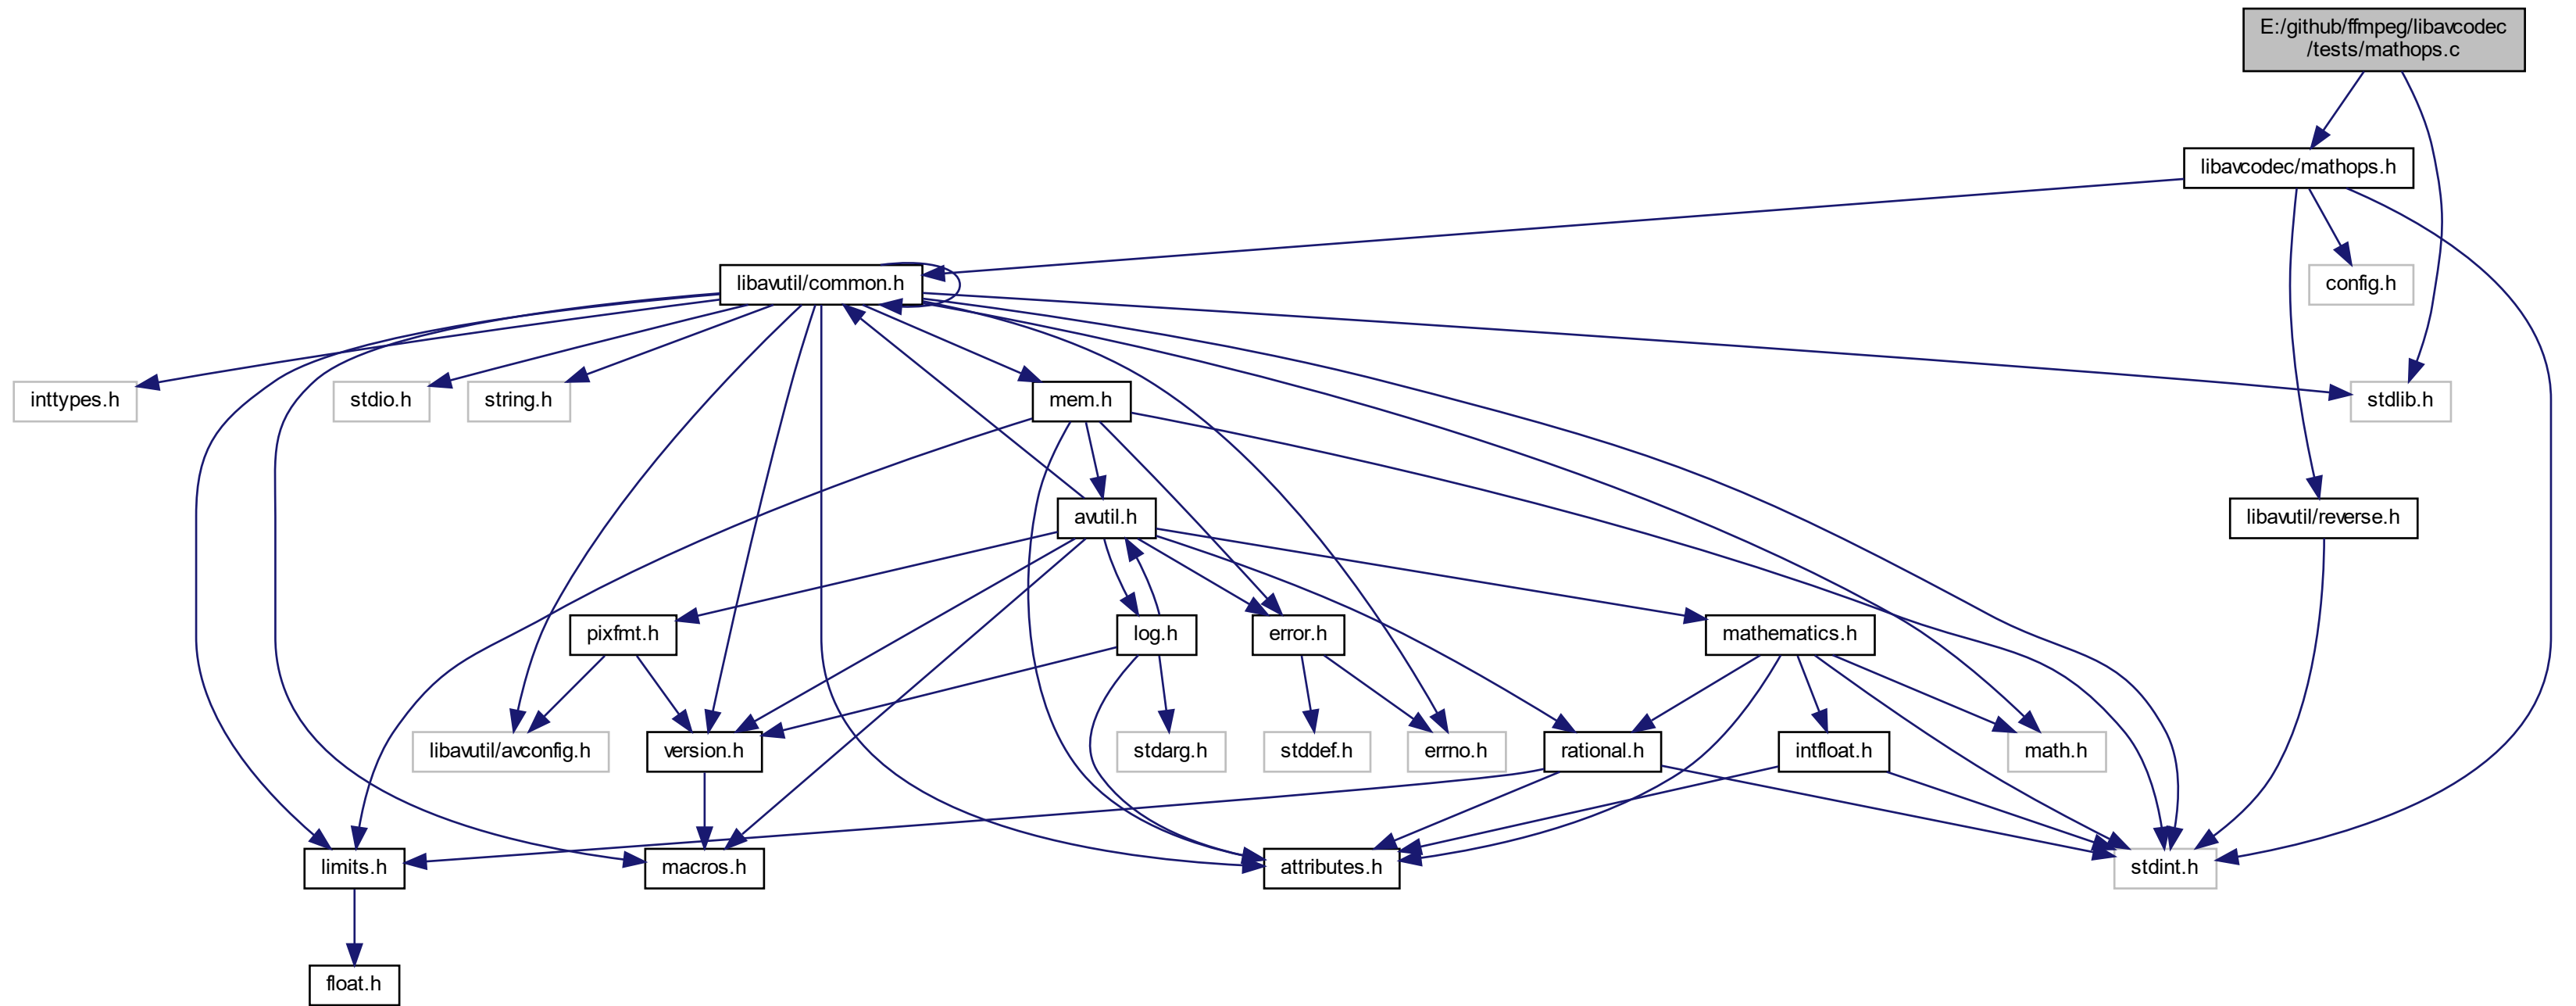 E:/github/ffmpeg/libavcodec
/tests/mathops.c
libavcodec/mathops.h
libavutil/common.h
config.h
inttypes.h
stdio.h
string.h
mem.h
stdlib.h
avutil.h
libavutil/reverse.h
pixfmt.h
log.h
error.h
mathematics.h
libavutil/avconfig.h
version.h
stdarg.h
stddef.h
errno.h
rational.h
intfloat.h
math.h
limits.h
macros.h
attributes.h
stdint.h
float.h